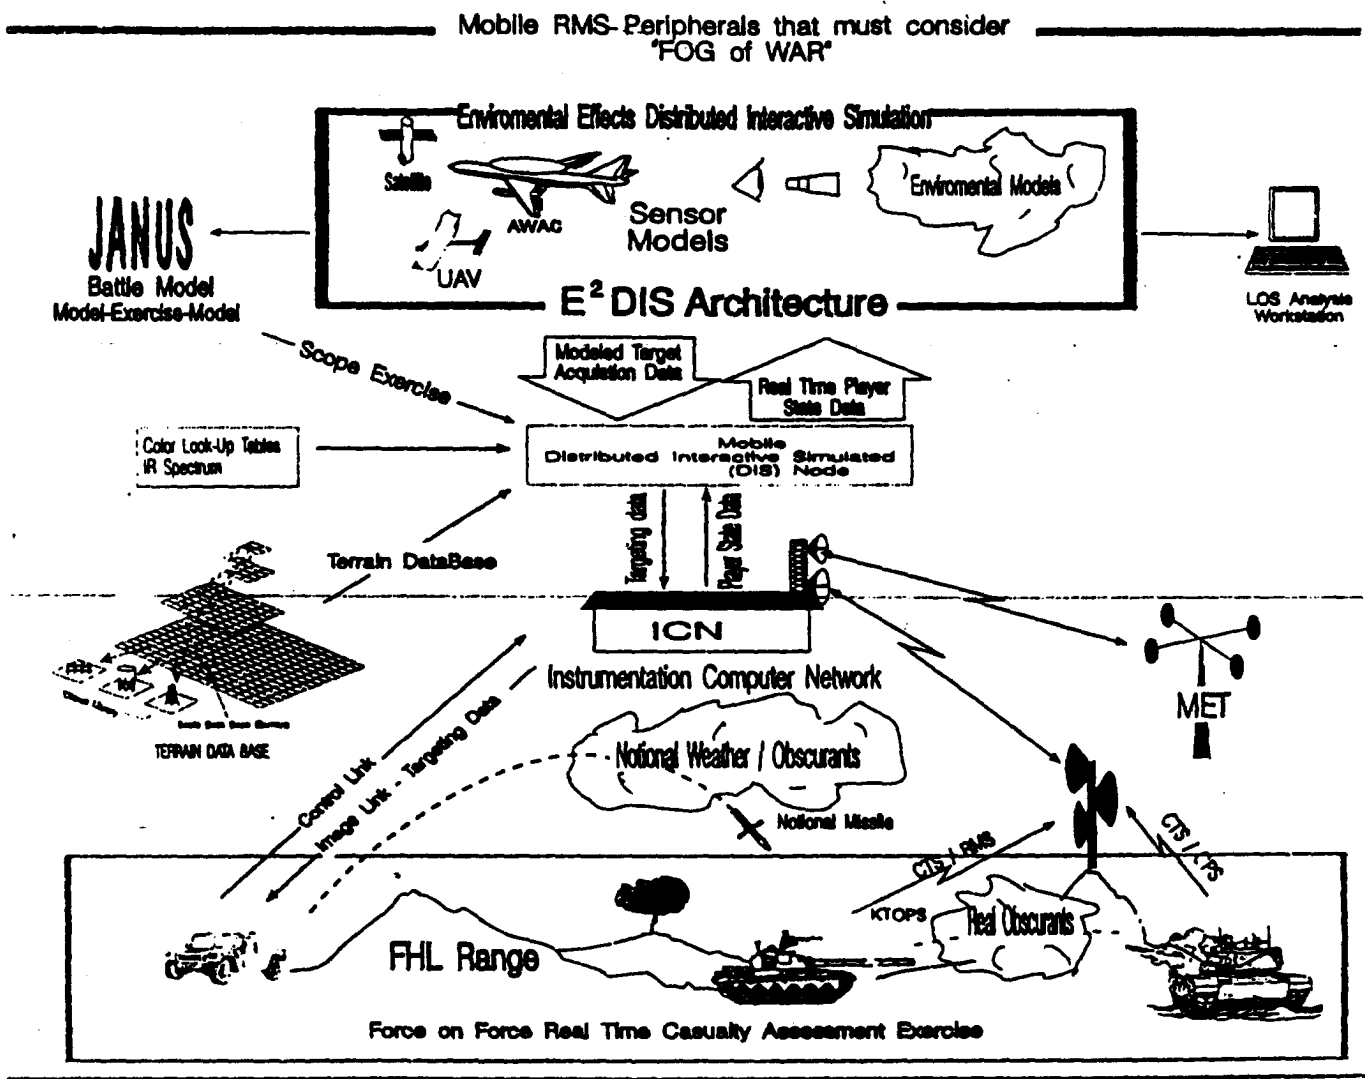 Mobile RMS-Peripherals that must consider
"FOG of WAR"
Enviromental Effects Distributed Interactive Simulation
Satellite
AWAC
UAV
Sensor
Models
Enviromental Models
E² DIS Architecture
JANUS
Battle Model
Model-Exercise-Model
LOS Analysis
Workstation
Scope Exercise
Modeled Target
Acquisition Data
Real Time Player
State Data
Color Look-Up Tables
IR Spectrum
Mobile
Distributed Interactive Simulated
(DIS) Node
Targeting data
Player State Data
Terrain DataBase
ICN
Instrumentation Computer Network
MET
Library
TERRAIN DATA BASE
Control Link
Image Link - Targeting Data
Notional Weather / Obscurants
Notional Missile
CTS / RMS
CTS / CPS
KTOPS
Real Obscurants
FHL Range
Force on Force Real Time Casualty Assessment Exercise